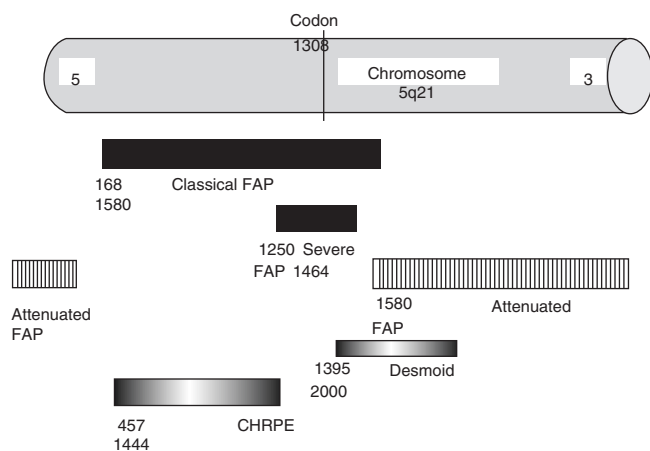 Codon
1308
5
Chromosome
5q21
3
168 Classical FAP
1580
1250 Severe
FAP 1464
Attenuated
FAP
1580 Attenuated
FAP
1395 Desmoid
2000
457 CHRPE
1444